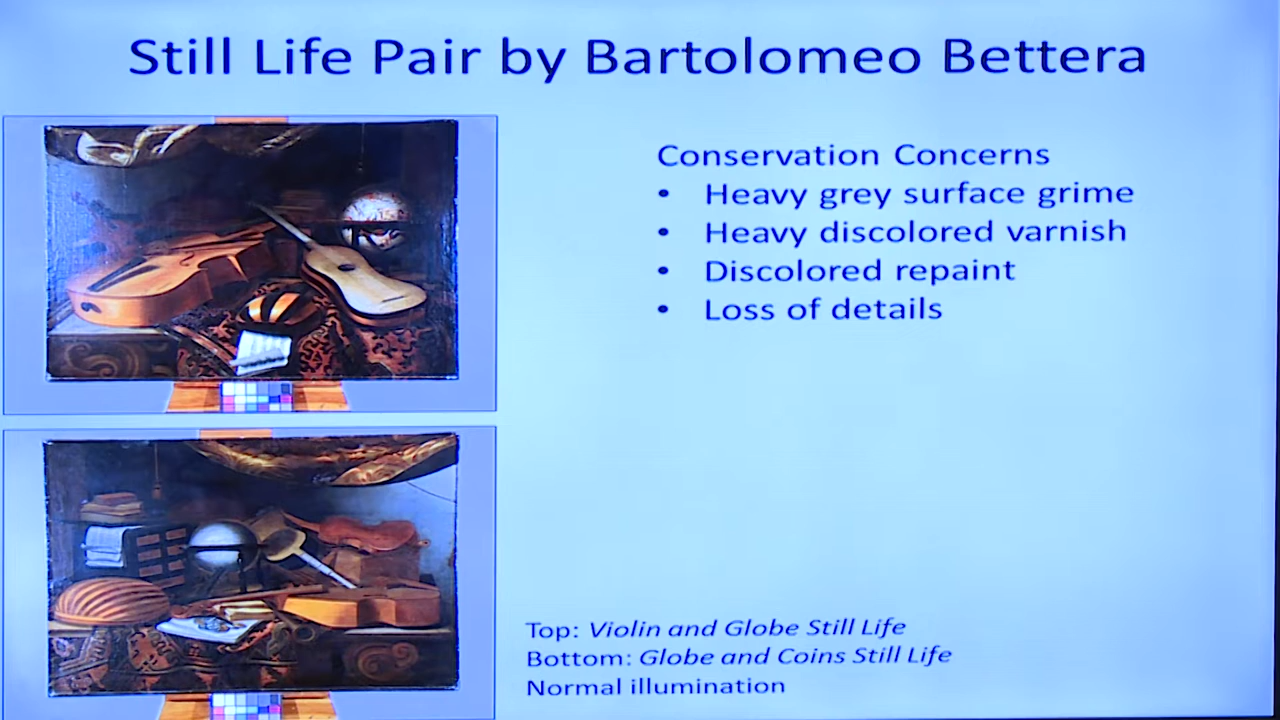 Still Life Pair by Bartolomeo Bettera
Conservation Concerns
• Heavy grey surface grime
• Heavy discolored varnish
• Discolored repaint
• Loss of details
Top: Violin and Globe Still Life
Bottom: Globe and Coins Still Life
Normal illumination